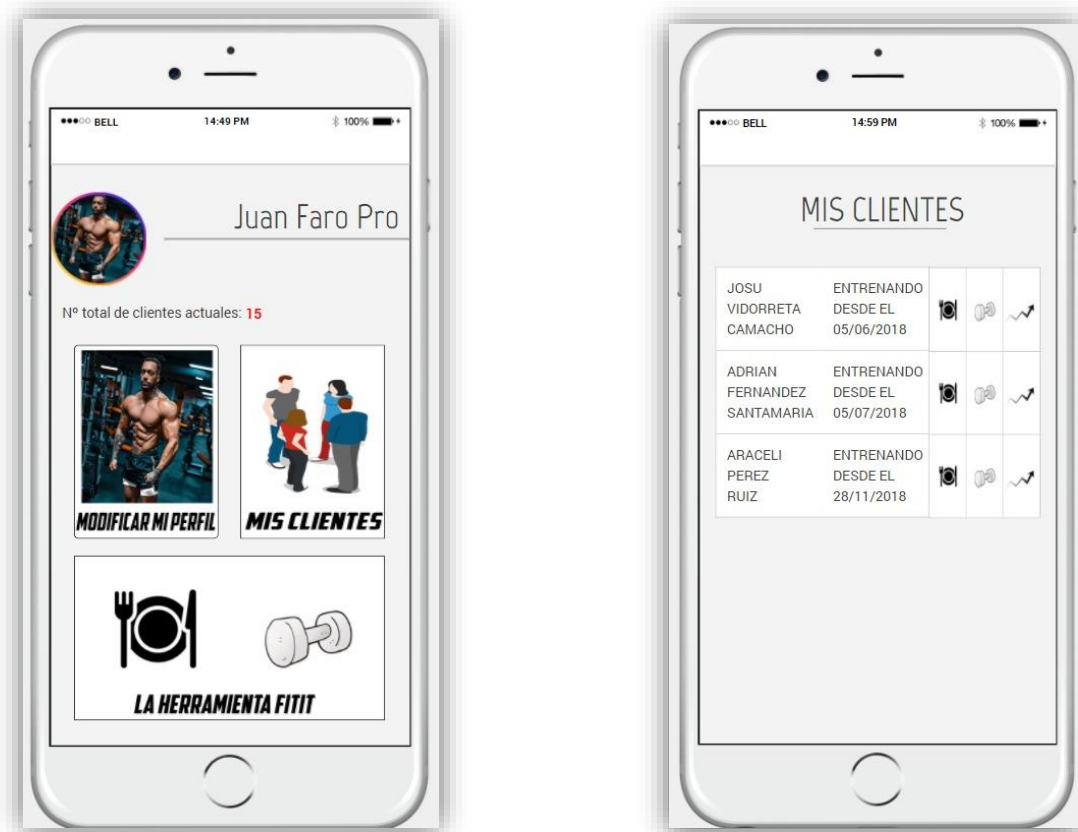 BELL 14:49 PM 100%
Juan Faro Pro
Nº total de clientes actuales: 15
MODIFICAR MI PERFIL
MIS CLIENTES
LA HERRAMIENTA FITIT
BELL 14:59 PM 100%
MIS CLIENTES
JOSU
VIDORRETA
CAMACHO
ENTRENANDO
DESDE EL
05/06/2018
ADRIAN
FERNANDEZ
SANTAMARIA
ENTRENANDO
DESDE EL
05/07/2018
ARACELI
PEREZ
RUIZ
ENTRENANDO
DESDE EL
28/11/2018